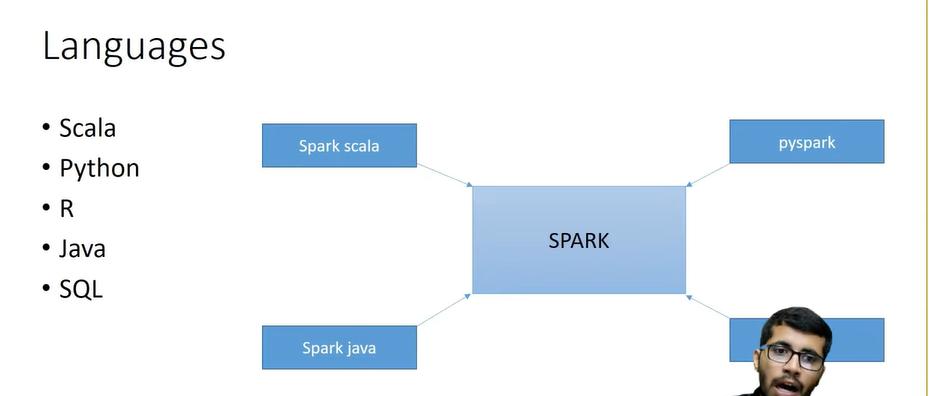 Languages
• Scala
• Python
• R
• Java
• SQL
Spark scala
pyspark
SPARK
Spark java